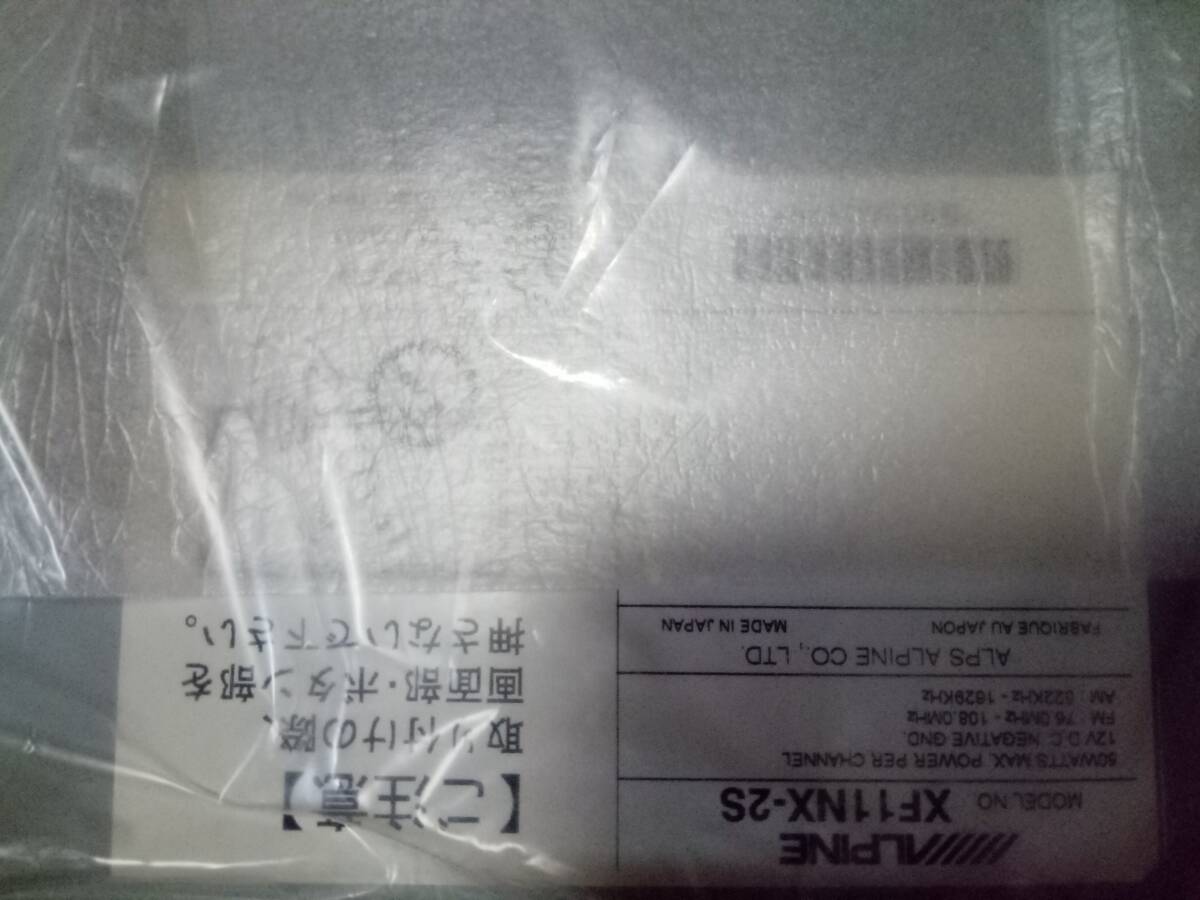 ALPINE
MODEL NO XF11NX-2S
50WATTS MAX. POWER PER CHANNEL
12V D.C. NEGATIVE GND.
FM : 76.0MHz - 108.0MHz
AM : 522KHz - 1629KHz
ALPS ALPINE CO., LTD.
FABRIQUE AU JAPON MADE IN JAPAN
【ご注意】
取り付けの際、
画面部・ボタン部を
押さないで下さい。